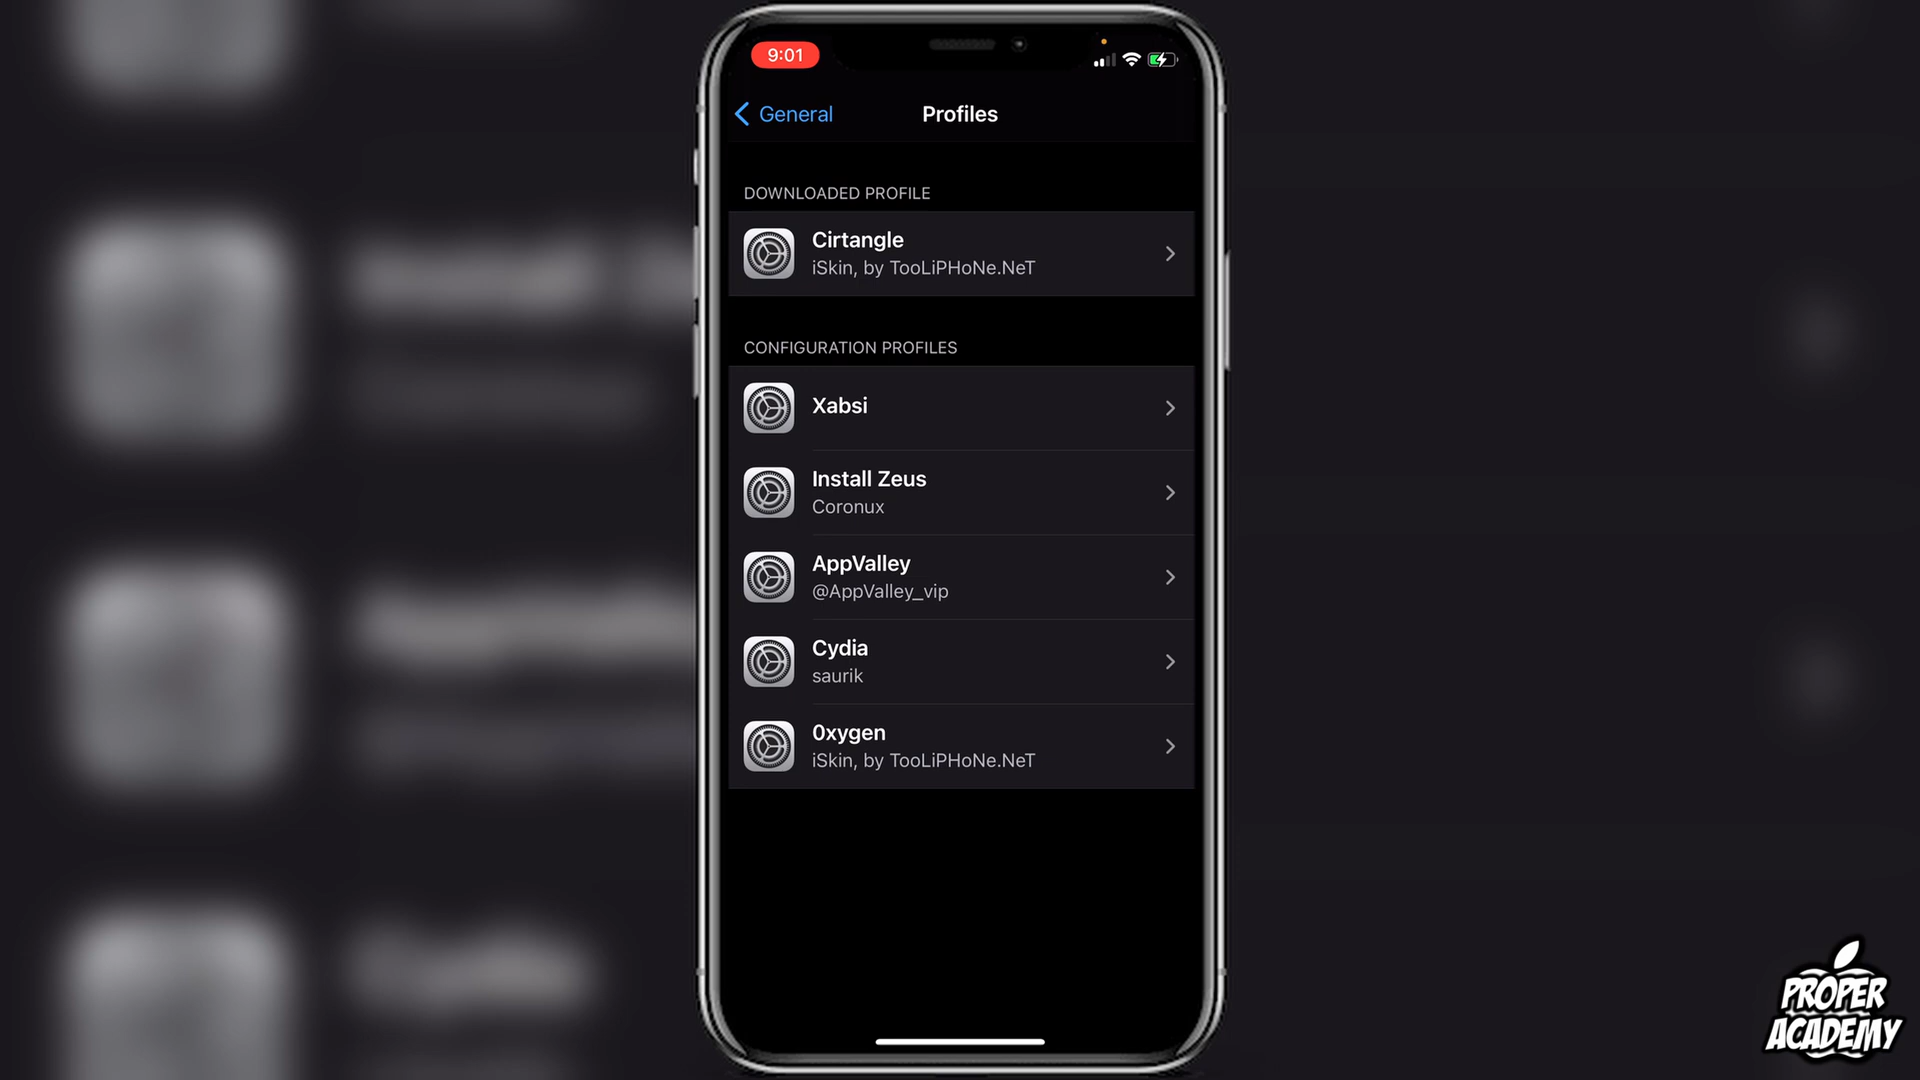 9:01
General
Profiles
DOWNLOADED PROFILE
Cirtangle
iSkin, by TooLiPHoNe.NeT
CONFIGURATION PROFILES
Xabsi
Install Zeus
Coronux
AppValley
@AppValley_vip
Cydia
saurik
0xygen
iSkin, by TooLiPHoNe.NeT
PROPER
ACADEMY